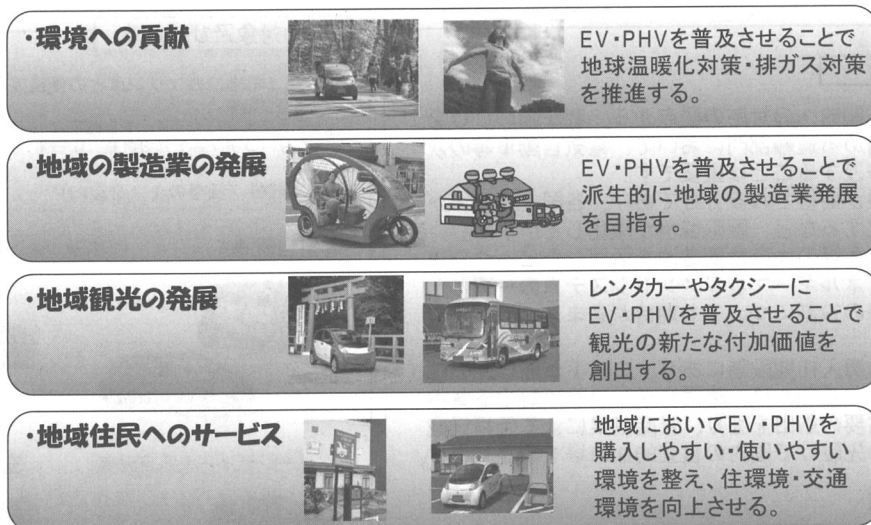 ・環境への貢献
EV・PHVを普及させることで
地球温暖化対策・排ガス対策
を推進する。
・地域の製造業の発展
EV・PHVを普及させることで
派生的に地域の製造業発展
を目指す。
・地域観光の発展
レンタカーやタクシーに
EV・PHVを普及させることで
観光の新たな付加価値を
創出する。
・地域住民へのサービス
地域においてEV・PHVを
購入しやすい・使いやすい
環境を整え、住環境・交通
環境を向上させる。